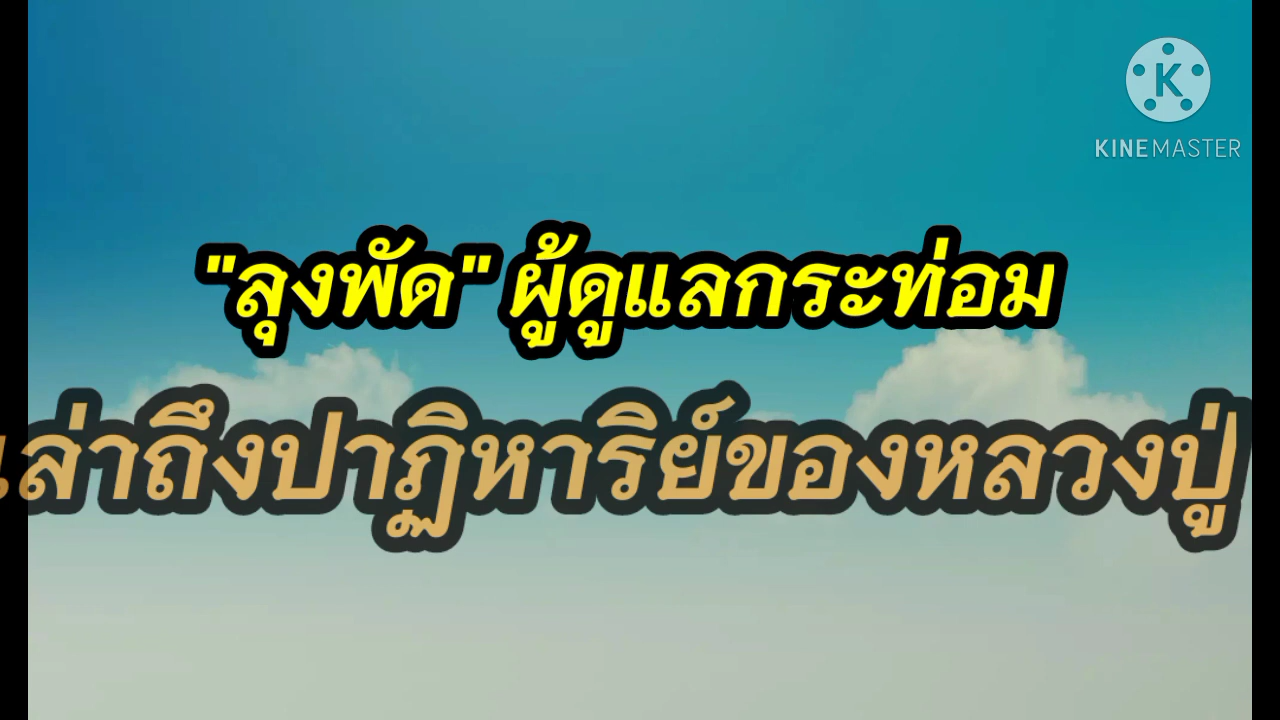 KINEMASTER
"ลุงพัด" ผู้ดูแลกระท่อม
เล่าถึงปาฏิหาริย์ของหลวงปู่